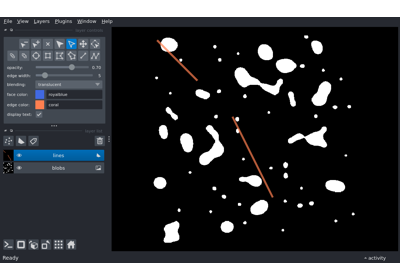 File View Layers Plugins Window Help
opacity: 0.70
edge width: 5
blending: translucent
face color: royalblue
edge color: coral
display text: ✓
lines
blobs
Ready
activity